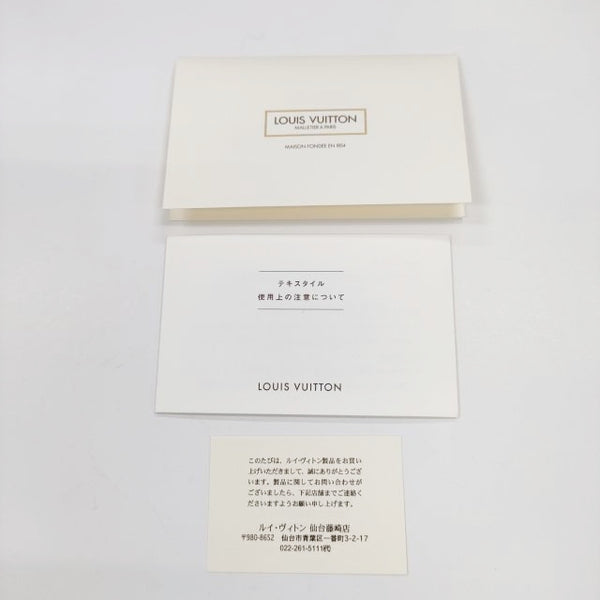 LOUIS VUITTON
MALLETIER À PARIS
MAISON FONDÉE EN 1854
テキスタイル
使用上の注意について
LOUIS VUITTON
このたびは、ルイ・ヴィトン製品をお買い
上げいただきまして、誠にありがとうござ
います。製品に関してお問い合わせが
ございましたら、下記店舗までご連絡く
ださいますようお願い申し上げます。
ルイ・ヴィトン 仙台藤崎店
〒980-8652 仙台市青葉区一番町3-2-17
022-261-5111㈹